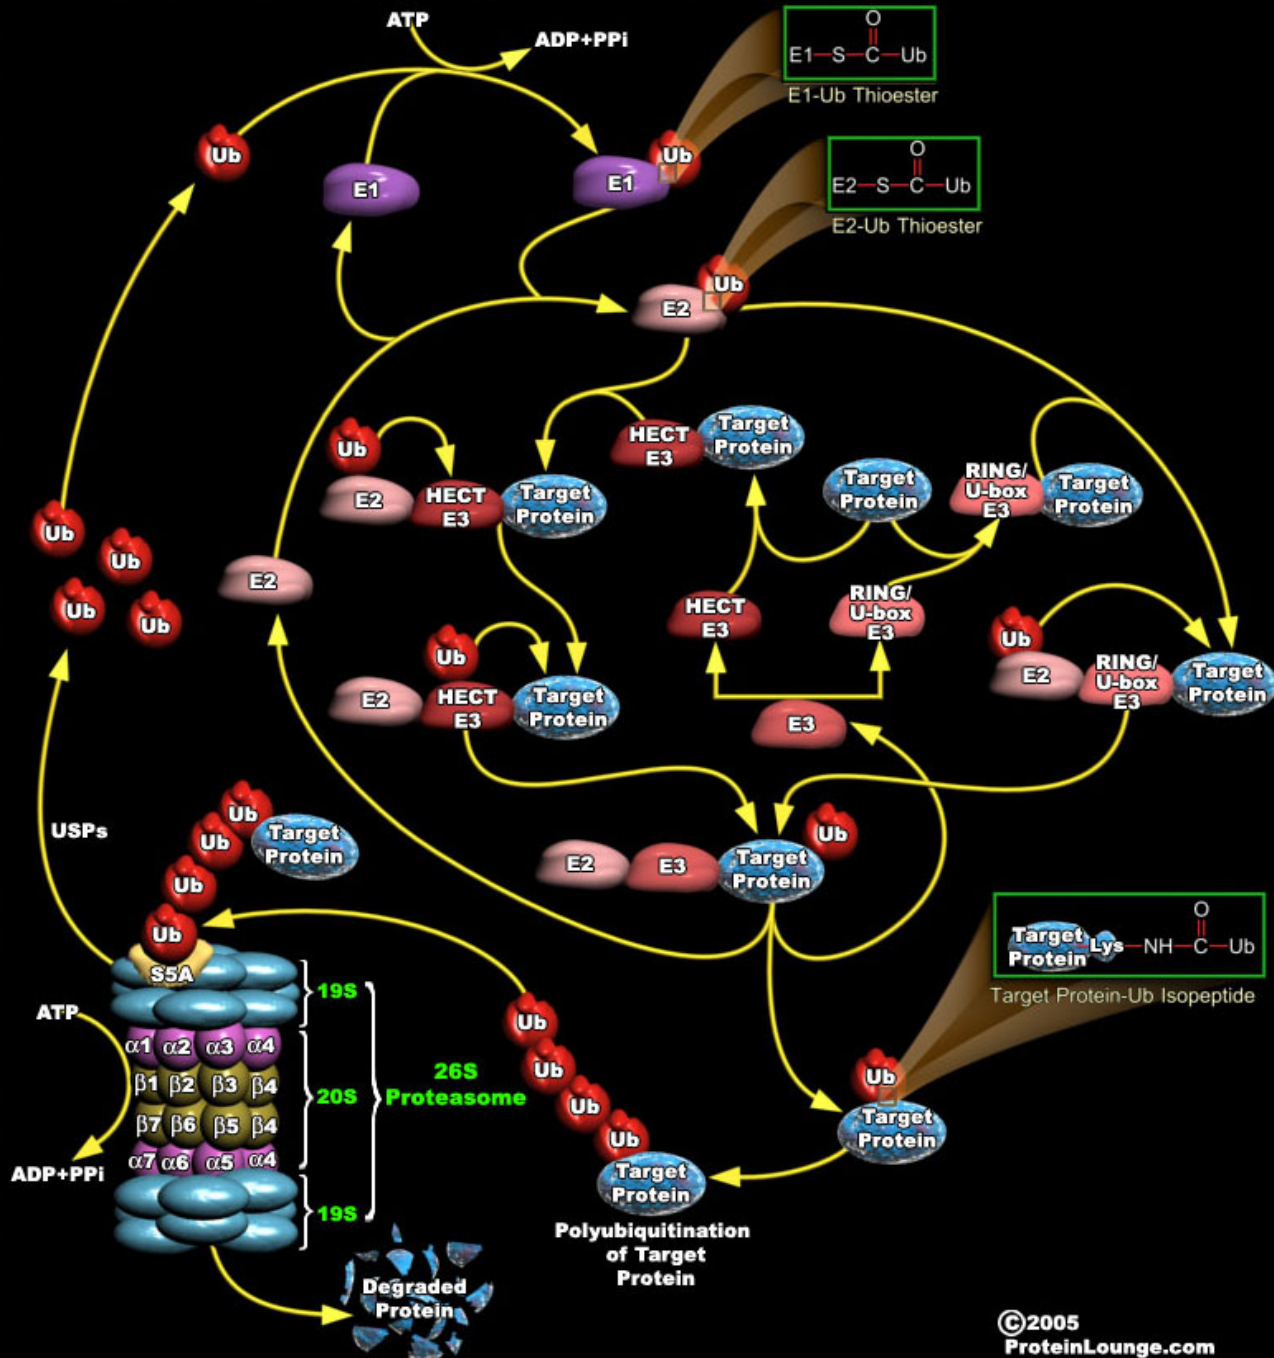 ATP
ADP+PPi
O
E1—S—C—Ub
E1-Ub Thioester
Ub
E1
E1
Ub
O
E2—S—C—Ub
E2-Ub Thioester
E2
Ub
Ub
E2
HECT
E3
Target
Protein
HECT
E3
Target
Protein
Target
Protein
RING/
U-box
E3
Target
Protein
Ub
Ub
Ub
Ub
E2
HECT
E3
RING/
U-box
E3
Ub
E2
RING/
U-box
E3
Target
Protein
Ub
E2
HECT
E3
Target
Protein
E3
USPs
Ub
Ub
Ub
Ub
Target
Protein
E2
E3
Target
Protein
Ub
S5A
19S
ATP
α1 α2 α3 α4
β1 β2 β3 β4
β7 β6 β5 β4
α7 α6 α5 α4
20S
26S
Proteasome
ADP+PPi
19S
Ub
Ub
Ub
Ub
Target
Protein
Polyubiquitination
of Target
Protein
Ub
Target
Protein
O
Target
Protein
Lys—NH—C—Ub
Target Protein-Ub Isopeptide
Degraded
Protein
©2005
ProteinLounge.com